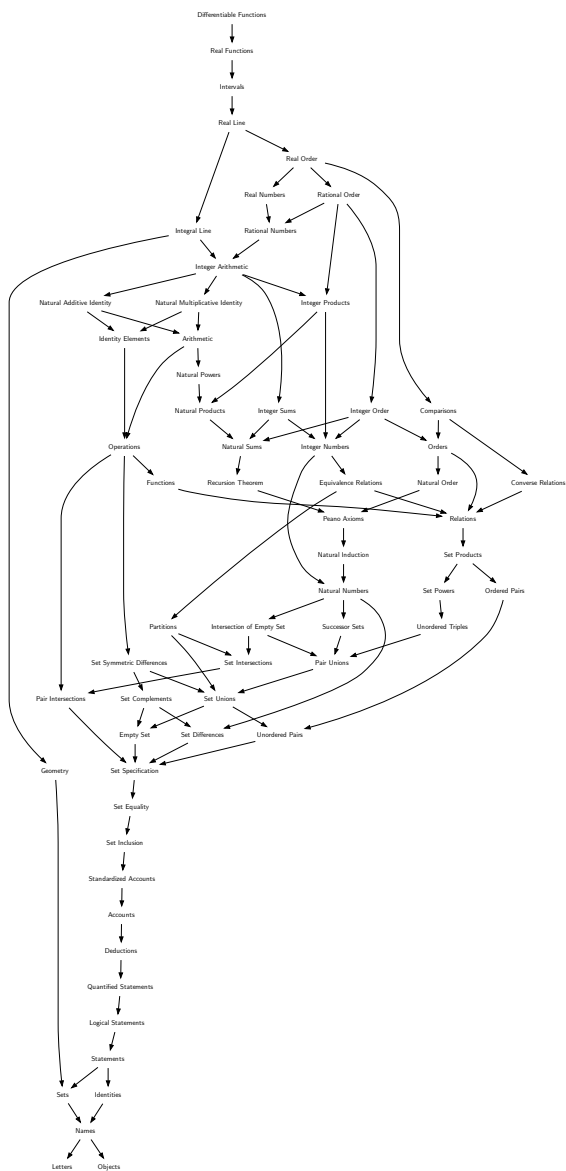 Differentiable Functions
Real Functions
Intervals
Real Line
Real Order
Real Numbers Rational Order
Integral Line Rational Numbers
Integer Arithmetic
Natural Additive Identity Natural Multiplicative Identity Integer Products
Identity Elements Arithmetic
Natural Powers
Natural Products Integer Sums Integer Order Comparisons
Operations Natural Sums Integer Numbers Orders
Functions Recursion Theorem Equivalence Relations Natural Order Converse Relations
Peano Axioms Relations
Natural Induction Set Products
Natural Numbers Set Powers Ordered Pairs
Partitions Intersection of Empty Set Successor Sets Unordered Triples
Set Symmetric Differences Set Intersections Pair Unions
Pair Intersections Set Complements Set Unions
Empty Set Set Differences Unordered Pairs
Geometry Set Specification
Set Equality
Set Inclusion
Standardized Accounts
Accounts
Deductions
Quantified Statements
Logical Statements
Statements
Sets Identities
Names
Letters Objects